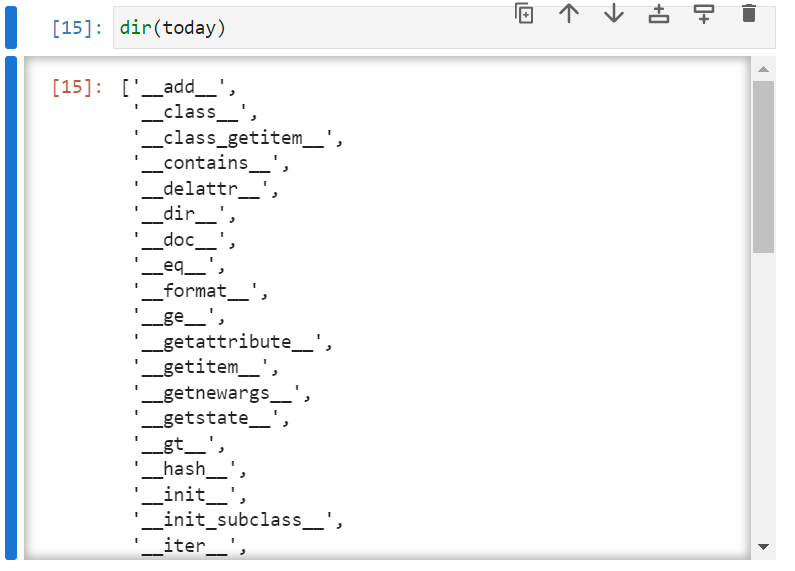 [15]: dir(today)
[15]: ['__add__',
'__class__',
'__class_getitem__',
'__contains__',
'__delattr__',
'__dir__',
'__doc__',
'__eq__',
'__format__',
'__ge__',
'__getattribute__',
'__getitem__',
'__getnewargs__',
'__getstate__',
'__gt__',
'__hash__',
'__init__',
'__init_subclass__',
'__iter__',